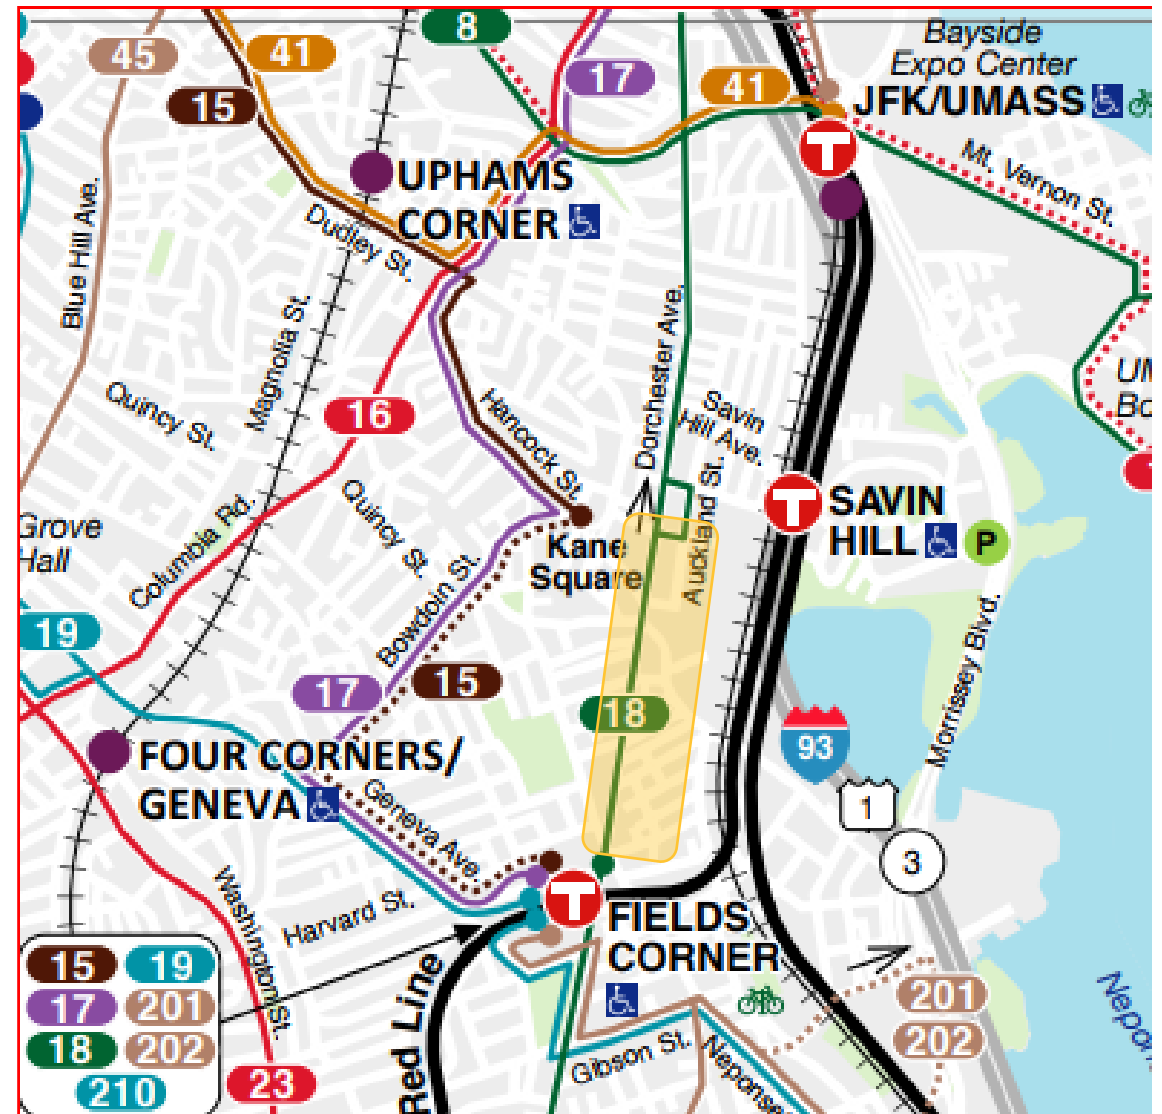 8
Bayside
Expo Center
JFK/UMASS
45
41
17
41
15
T
Mt. Vernon St.
UPHAMS
CORNER
Dudley St.
Blue Hill Ave.
Magnolia St.
Dorchester Ave.
Quincy St.
16
Hancock St.
Savin
Hill Ave.
Quincy St.
T
SAVIN
HILL
P
Grove
Hall
Columbia Rd.
Kane
Square
Auckland St.
19
Bowdoin St.
15
17
18
Morrissey Blvd.
93
FOUR CORNERS/
GENEVA
Geneva Ave.
1
3
Washington St.
Harvard St.
T
FIELDS
CORNER
15 19
17 201
18 202
210
Red Line
201
202
Gibson St.
23